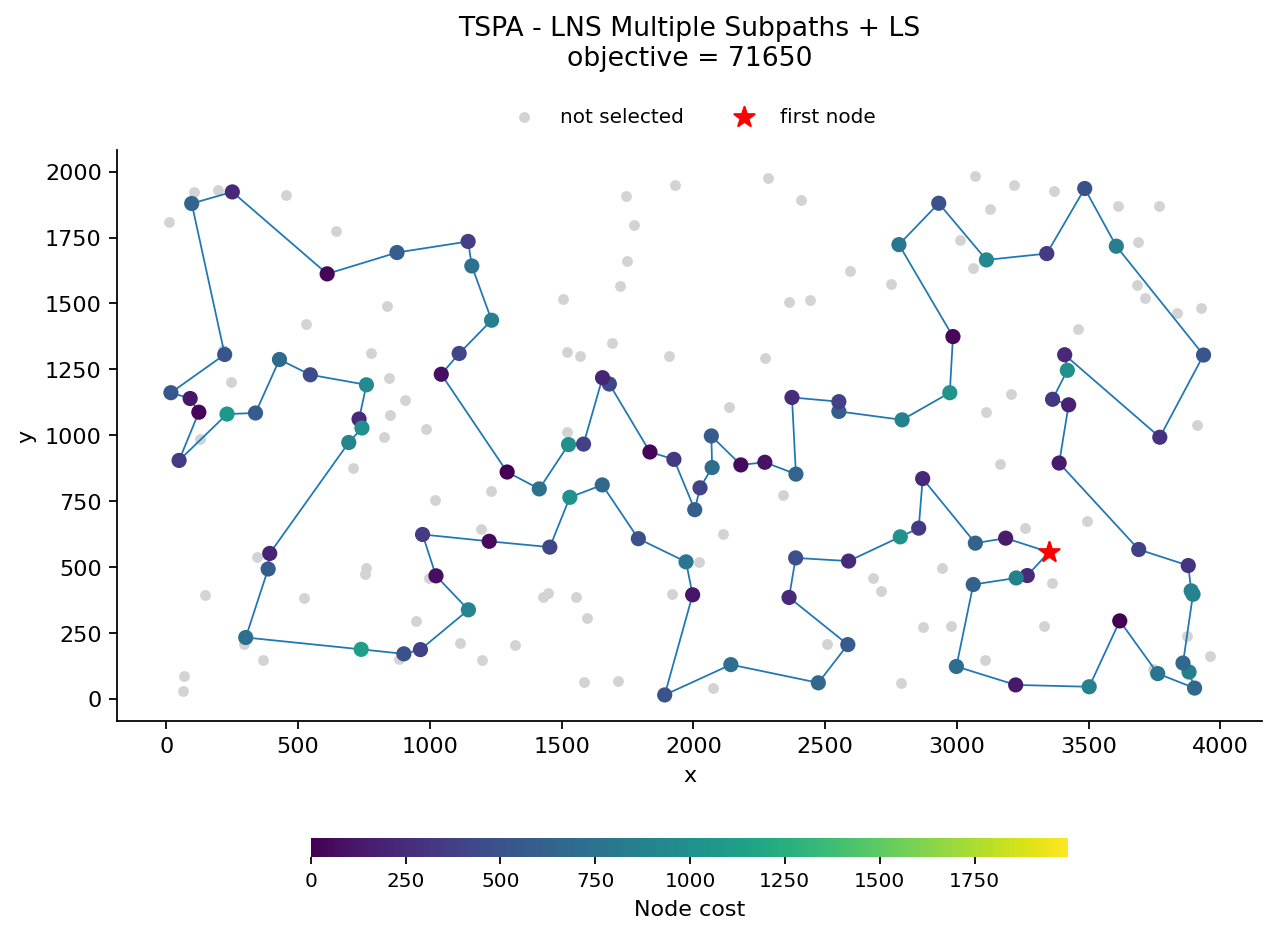 TSPA - LNS Multiple Subpaths + LS
objective = 71650
not selected
first node
2000
1750
1500
1250
1000
750
500
250
0
y
0 500 1000 1500 2000 2500 3000 3500 4000
x
0 250 500 750 1000 1250 1500 1750
Node cost